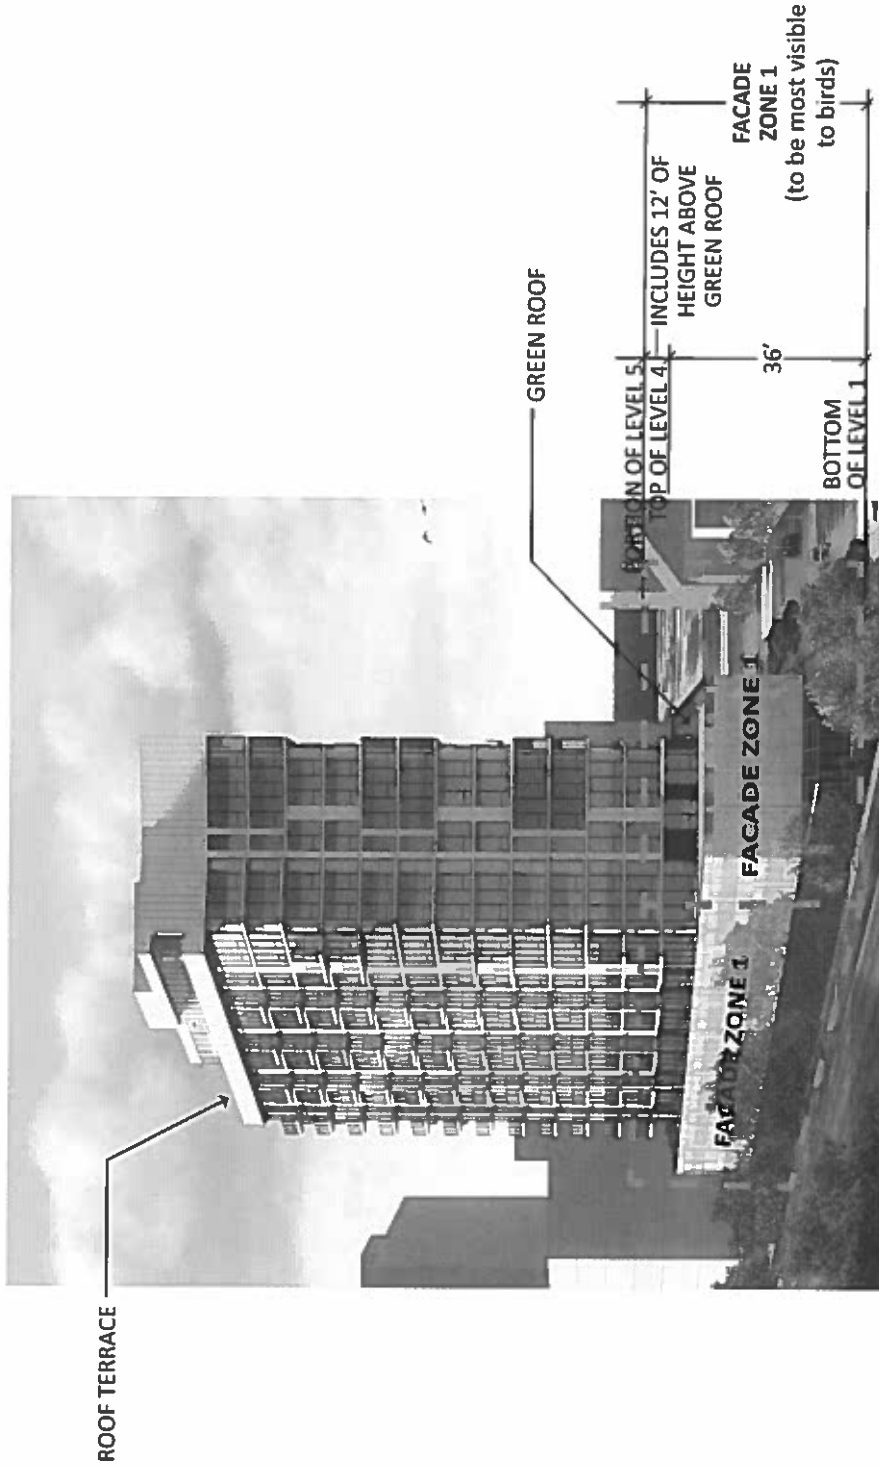 ROOF TERRACE
GREEN ROOF
PORTION OF LEVEL 5
TOP OF LEVEL 4
INCLUDES 12' OF
HEIGHT ABOVE
GREEN ROOF
36'
BOTTOM
OF LEVEL 1
FACADE
ZONE 1
(to be most visible
to birds)
FACADE ZONE 1
FACADE ZONE 1